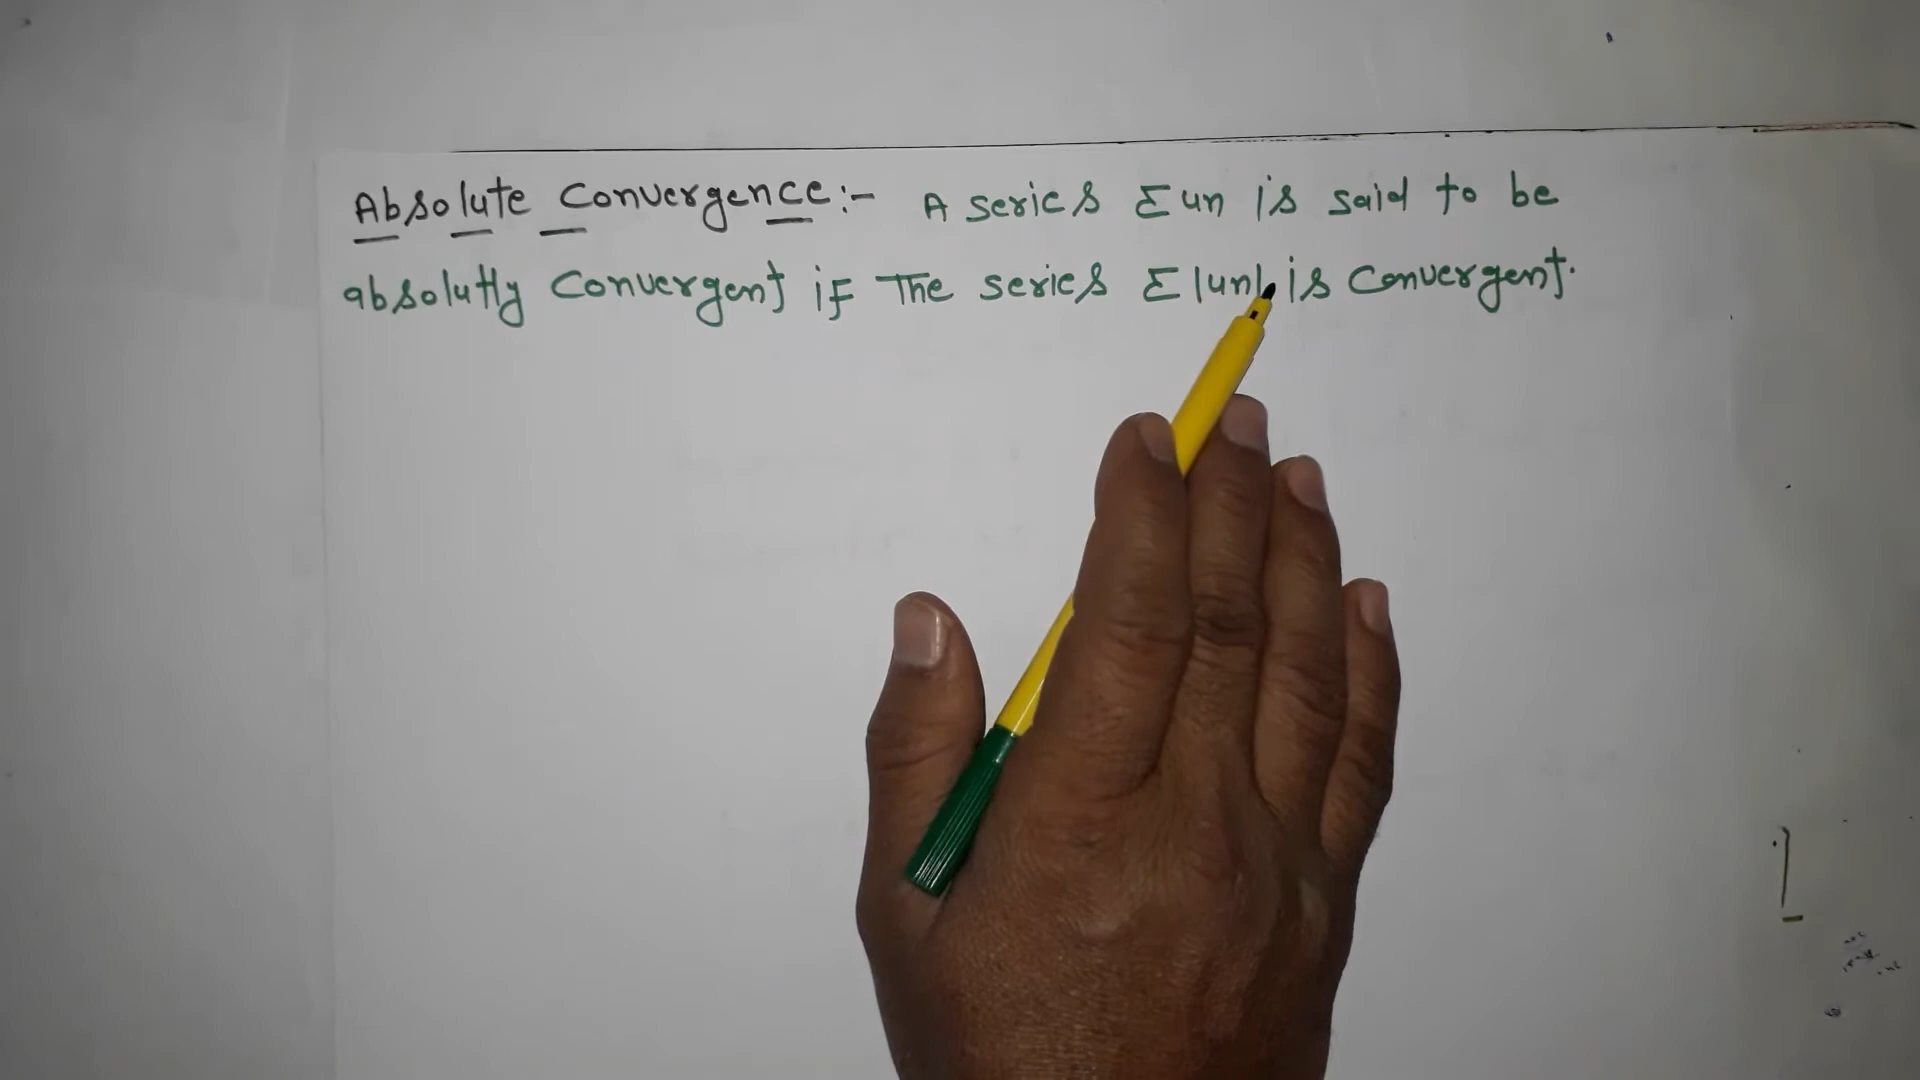 Absolute Convergence:- A series Σun is said to be
absolutly Convergent if The series Σ|un| is Convergent.